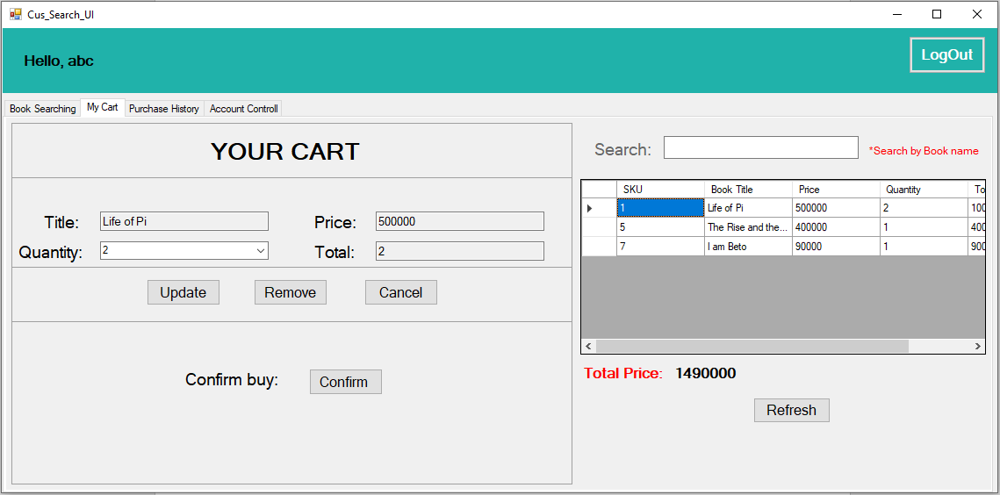 Cus_Search_UI
Hello, abc
LogOut
Book Searching My Cart Purchase History Account Controll
YOUR CART
Title: Life of Pi Price: 500000
Quantity: 2 Total: 2
Update Remove Cancel
Confirm buy: Confirm
Search: *Search by Book name
SKU Book Title Price Quantity To
1 Life of Pi 500000 2 100
5 The Rise and the... 400000 1 400
7 I am Beto 90000 1 900
Total Price: 1490000
Refresh